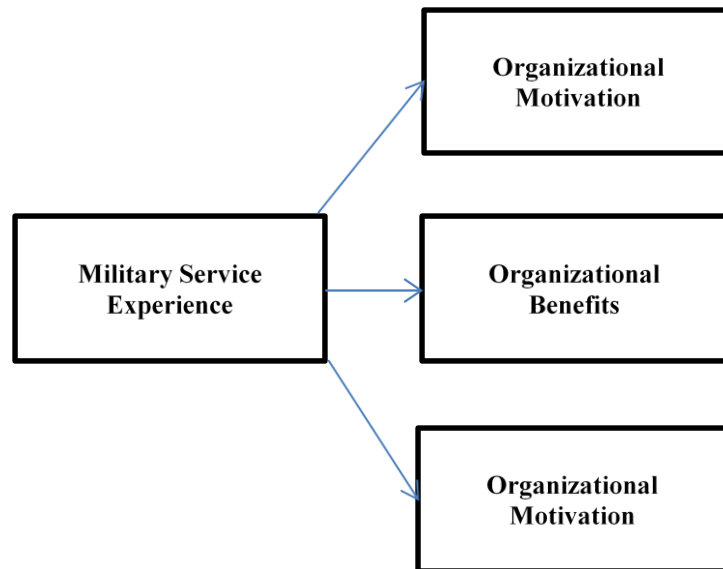 Organizational
Motivation
Military Service
Experience
Organizational
Benefits
Organizational
Motivation